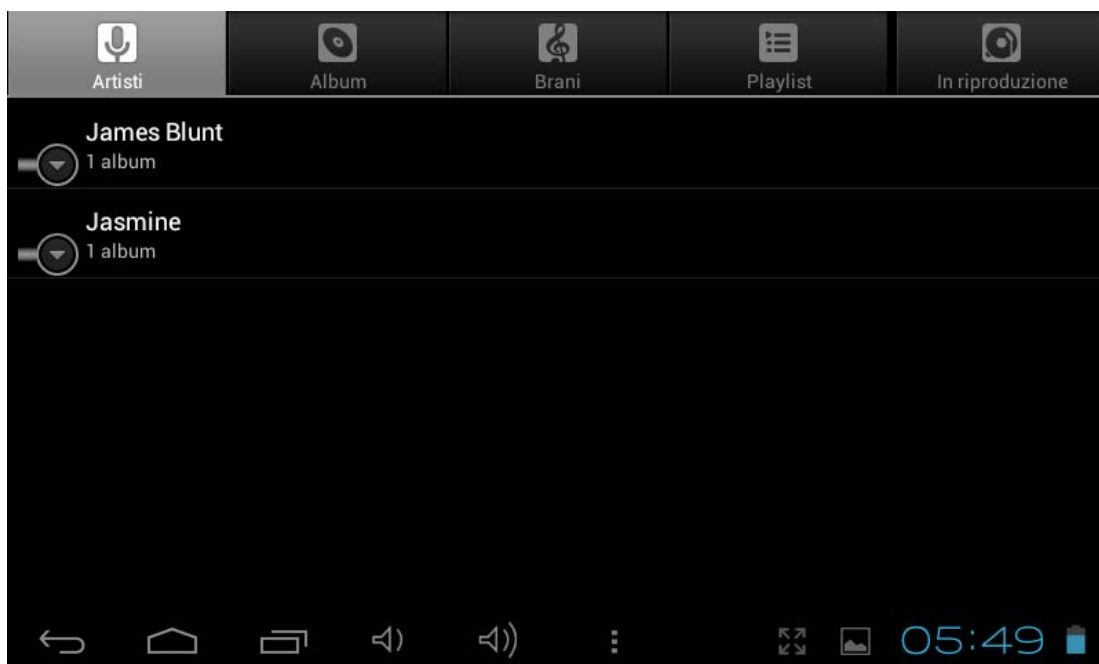 Artisti
Album
Brani
Playlist
In riproduzione
James Blunt
1 album
Jasmine
1 album
05:49